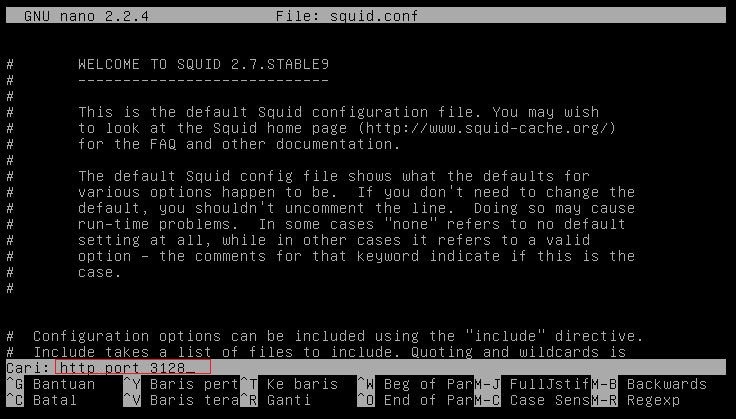 GNU nano 2.2.4 File: squid.conf
# WELCOME TO SQUID 2.7.STABLE9
# ----------------------------
#
# This is the default Squid configuration file. You may wish
# to look at the Squid home page (http://www.squid-cache.org/)
# for the FAQ and other documentation.
#
# The default Squid config file shows what the defaults for
# various options happen to be. If you don't need to change the
# default, you shouldn't uncomment the line. Doing so may cause
# run-time problems. In some cases "none" refers to no default
# setting at all, while in other cases it refers to a valid
# option - the comments for that keyword indicate if this is the
# case.
#
# Configuration options can be included using the "include" directive.
# Include takes a list of files to include. Quoting and wildcards is
Cari: http_port 3128_
^G Bantuan ^Y Baris pert^T Ke baris ^W Beg of ParM-J FullJstifM-B Backwards
^C Batal ^V Baris tera^R Ganti ^O End of ParM-C Case SensM-R Regexp